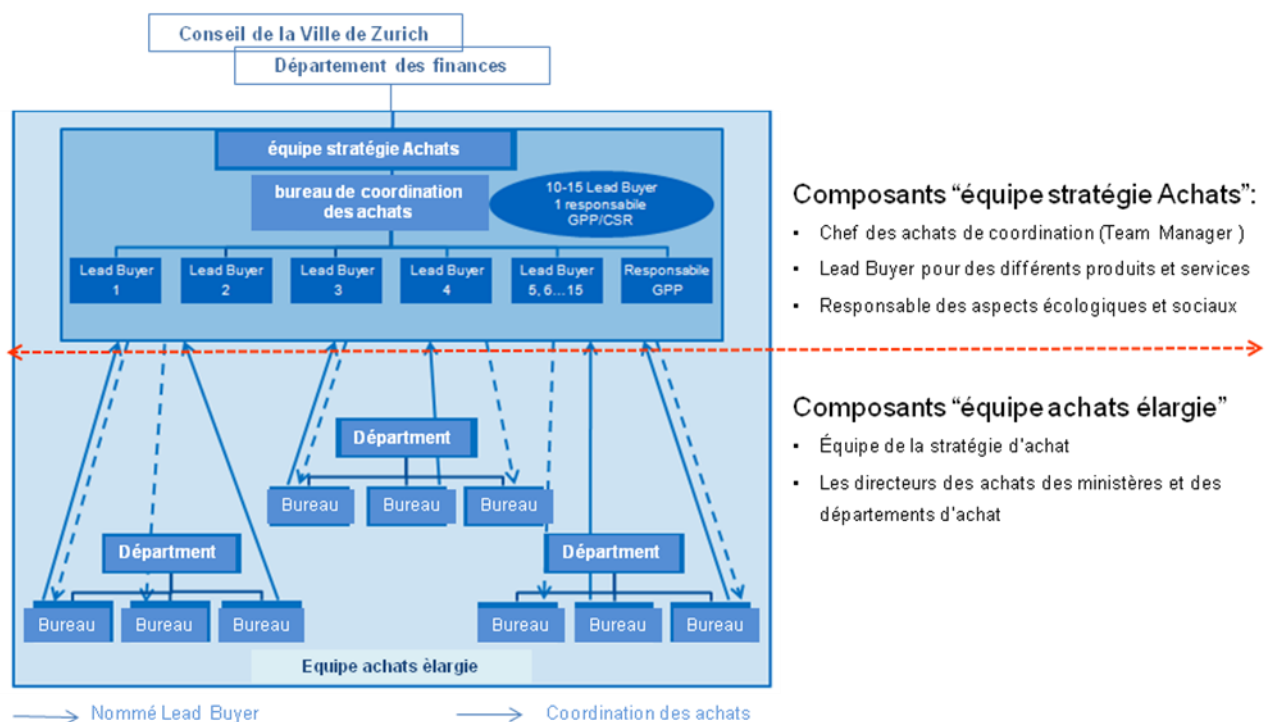 Conseil de la Ville de Zurich
Département des finances
équipe stratégie Achats
bureau de coordination
des achats
10-15 Lead Buyer
1 responsabile
GPP/CSR
Lead Buyer
1
Lead Buyer
2
Lead Buyer
3
Lead Buyer
4
Lead Buyer
5, 6...15
Responsabile
GPP
Départment
Bureau
Bureau
Bureau
Départment
Bureau
Bureau
Bureau
Départment
Bureau
Bureau
Bureau
Equipe achats èlargie
Nommé Lead Buyer
Coordination des achats
Composants “équipe stratégie Achats”:
▪ Chef des achats de coordination (Team Manager )
▪ Lead Buyer pour des différents produits et services
▪ Responsable des aspects écologiques et sociaux
Composants “équipe achats élargie”
▪ Équipe de la stratégie d'achat
▪ Les directeurs des achats des ministères et des
départements d'achat